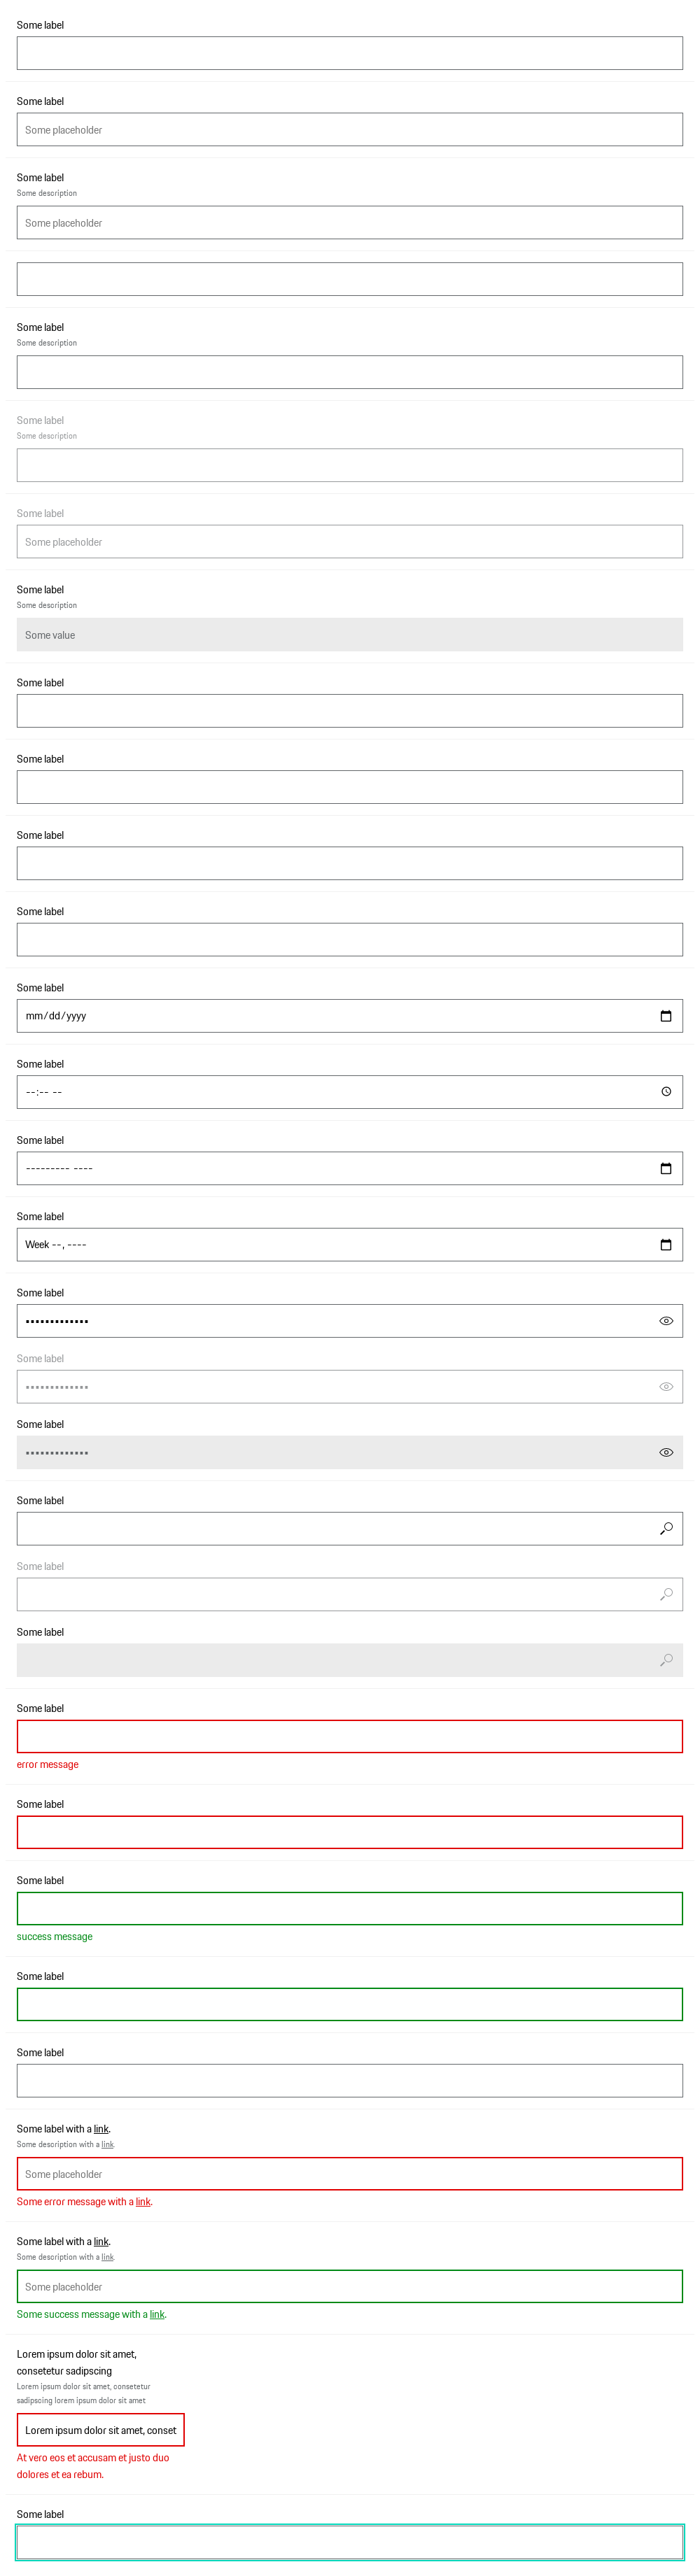 Some label
Some label
Some placeholder
Some label
Some description
Some placeholder
Some label
Some description
Some label
Some description
Some label
Some placeholder
Some label
Some description
Some value
Some label
Some label
Some label
Some label
Some label
mm/dd/yyyy
Some label
--:-- --
Some label
--------- ----
Some label
Week --, ----
Some label
•••••••••••••
Some label
•••••••••••••
Some label
•••••••••••••
Some label
Some label
Some label
Some label
error message
Some label
Some label
success message
Some label
Some label
Some label with a link.
Some description with a link.
Some placeholder
Some error message with a link.
Some label with a link.
Some description with a link.
Some placeholder
Some success message with a link.
Lorem ipsum dolor sit amet,
consetetur sadipscing
Lorem ipsum dolor sit amet, consetetur
sadipscing lorem ipsum dolor sit amet
Lorem ipsum dolor sit amet, conset
At vero eos et accusam et justo duo
dolores et ea rebum.
Some label